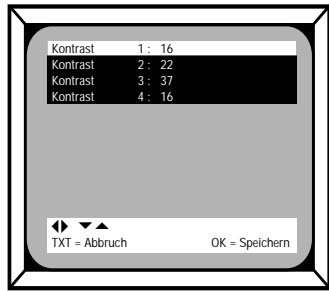 Kontrast 1 : 16
Kontrast 2 : 22
Kontrast 3 : 37
Kontrast 4 : 16
TXT = Abbruch OK = Speichern